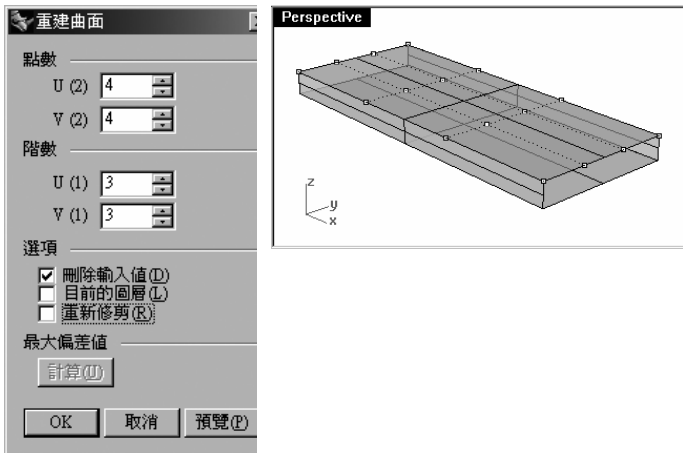 重建曲面
點數
U (2) 4
V (2) 4
階數
U (1) 3
V (1) 3
選項
刪除輸入值(D)
目前的圖層(L)
重新修剪(R)
最大偏差值
計算(U)
OK 取消 預覽(P)
Perspective
z
y
x